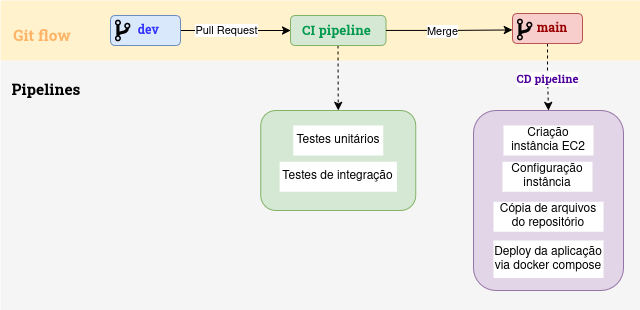 Git flow
dev
Pull Request
CI pipeline
Merge
main
CD pipeline
Pipelines
Testes unitários
Testes de integração
Criação
instância EC2
Configuração
instância
Cópia de arquivos
do repositório
Deploy da aplicação
via docker compose